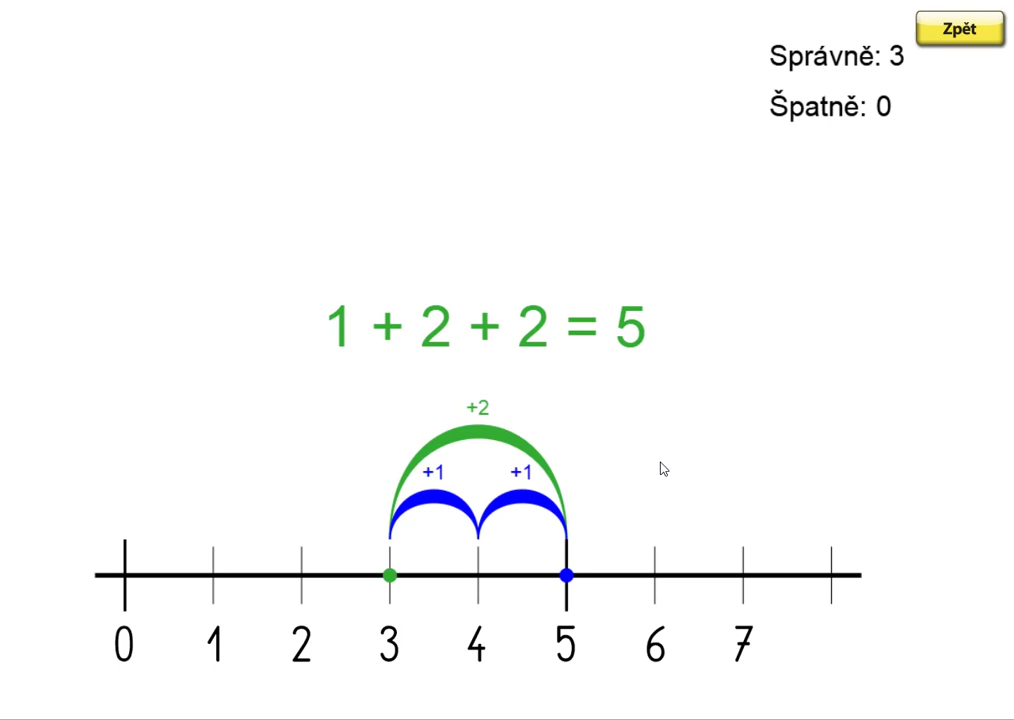 Zpět
Správně: 3
Špatně: 0
1 + 2 + 2 = 5
+2
+1 +1
0 1 2 3 4 5 6 7